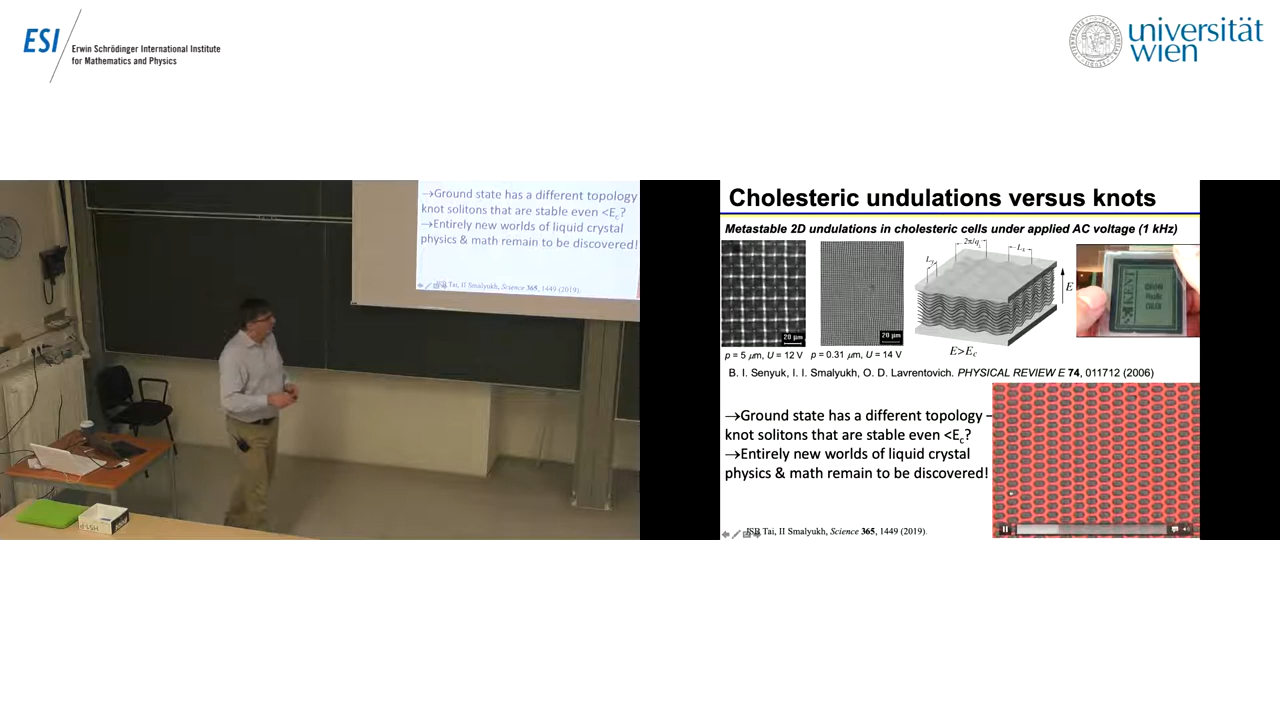 ESI
Erwin Schrödinger International Institute
for Mathematics and Physics
universität
wien
→Ground state has a different topology
knot solitons that are stable even <Ec?
→Entirely new worlds of liquid crystal
physics & math remain to be discovered!
Tai, II Smalyukh, Science 365, 1449 (2019).
Cholesteric undulations versus knots
Metastable 2D undulations in cholesteric cells under applied AC voltage (1 kHz)
2π/q
Lx
Ly
E
20 μm
20 μm
KENT
p = 5 μm, U = 12 V
p = 0.31 μm, U = 14 V
E>Ec
B. I. Senyuk, I. I. Smalyukh, O. D. Lavrentovich. PHYSICAL REVIEW E 74, 011712 (2006)
→Ground state has a different topology –
knot solitons that are stable even <Ec?
→Entirely new worlds of liquid crystal
physics & math remain to be discovered!
JSB Tai, II Smalyukh, Science 365, 1449 (2019).